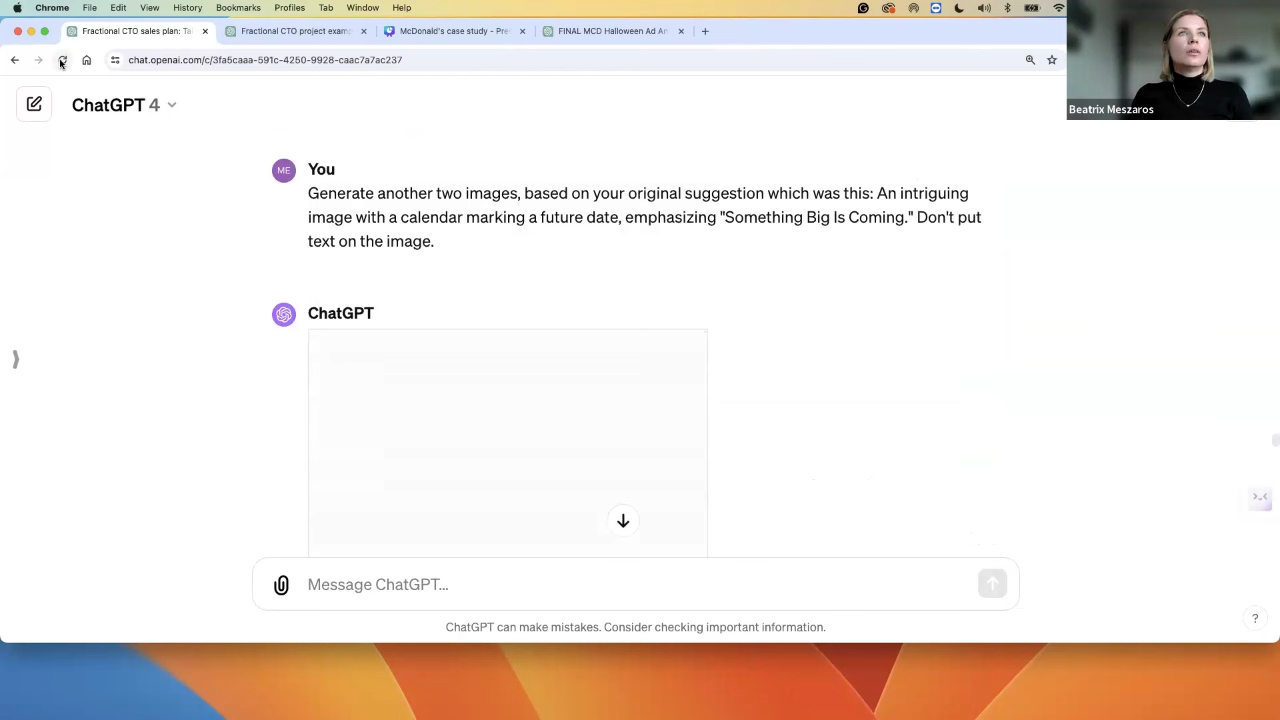 Chrome File Edit View History Bookmarks Profiles Tab Window Help
Fractional CTO sales plan: Ta Fractional CTO project exam McDonald's case study - Pre FINAL MCD Halloween Ad An
chat.openai.com/c/3fa5caaa-591c-4250-9928-caac7a7ac237
Beatrix Meszaros
ChatGPT 4
ME You
Generate another two images, based on your original suggestion which was this: An intriguing
image with a calendar marking a future date, emphasizing "Something Big Is Coming." Don't put
text on the image.
ChatGPT
Message ChatGPT...
ChatGPT can make mistakes. Consider checking important information.
?